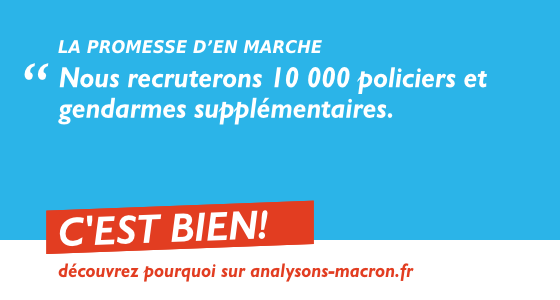 LA PROMESSE D’EN MARCHE
“ Nous recruterons 10 000 policiers et
gendarmes supplémentaires.
C'EST BIEN!
découvrez pourquoi sur analysons-macron.fr